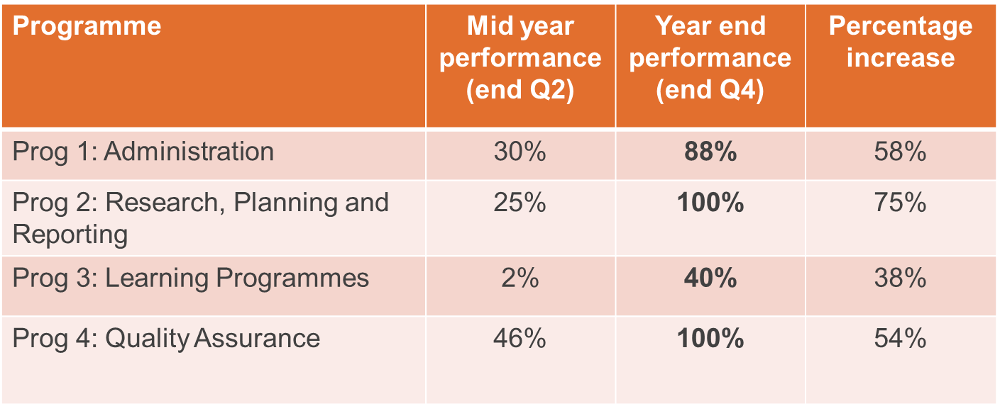 Programme
Mid year
performance
(end Q2)
Year end
performance
(end Q4)
Percentage
increase
Prog 1: Administration 30% 88% 58%
Prog 2: Research, Planning and
Reporting
25% 100% 75%
Prog 3: Learning Programmes 2% 40% 38%
Prog 4: Quality Assurance 46% 100% 54%